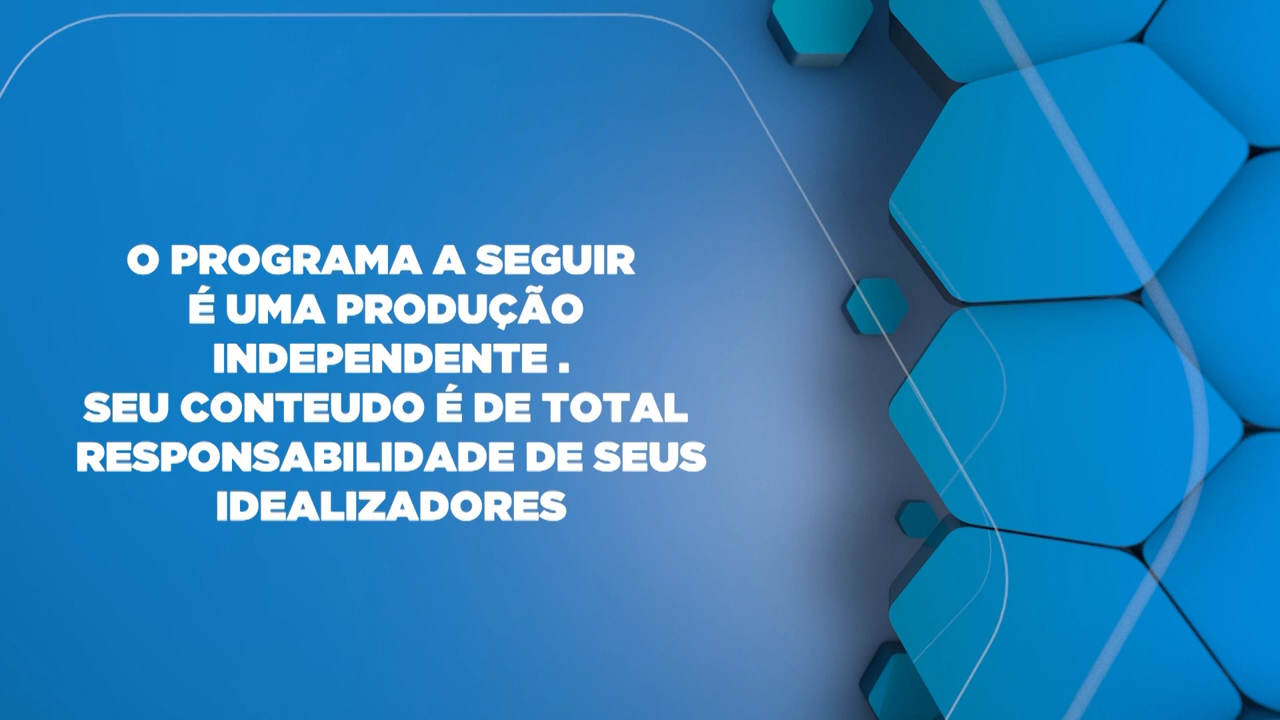 O PROGRAMA A SEGUIR
É UMA PRODUÇÃO
INDEPENDENTE .
SEU CONTEUDO É DE TOTAL
RESPONSABILIDADE DE SEUS
IDEALIZADORES